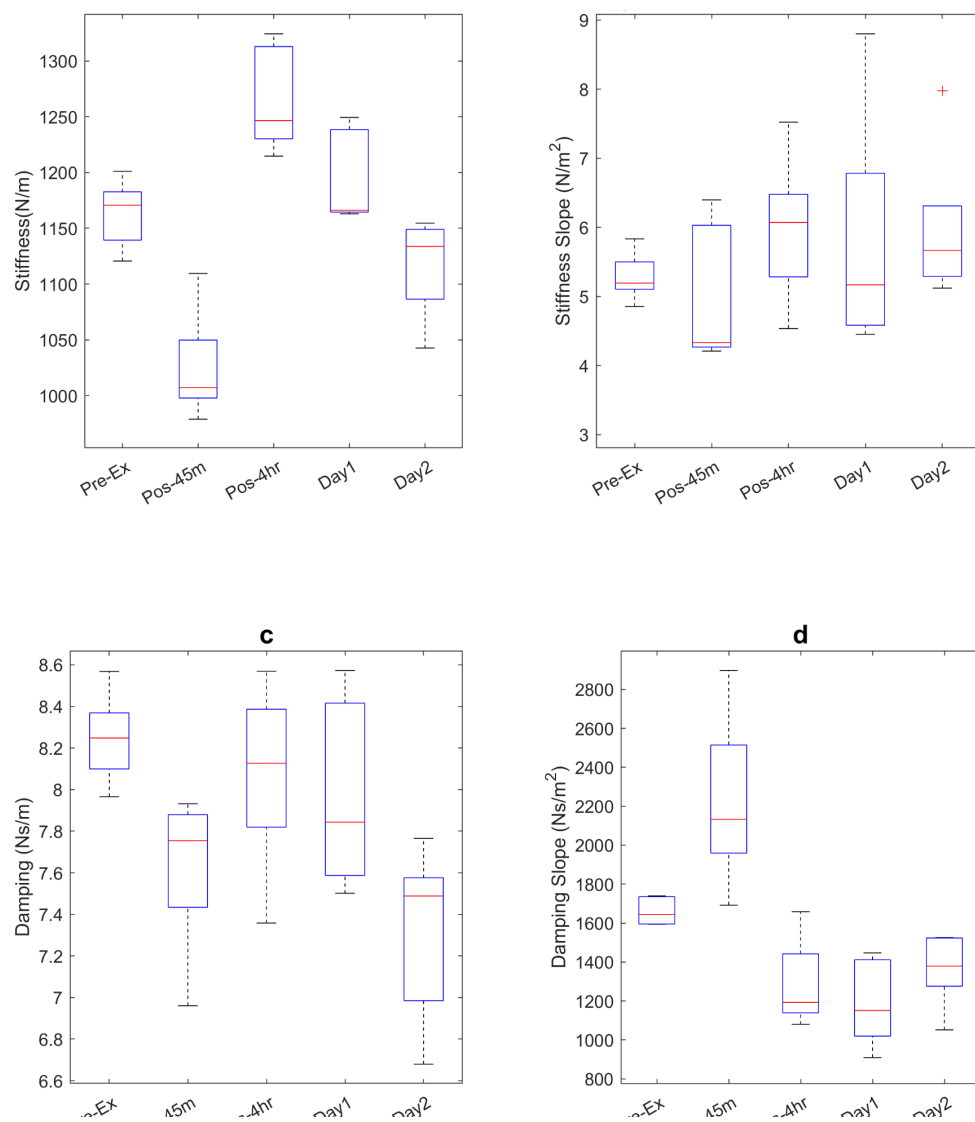 1300
1250
1200
1150
1100
1050
1000
Stiffness(N/m)
Pre-Ex
Pos-45m
Pos-4hr
Day1
Day2
9
8
7
6
5
4
3
Stiffness Slope (N/m²)
Pre-Ex
Pos-45m
Pos-4hr
Day1
Day2
c
8.6
8.4
8.2
8
7.8
7.6
7.4
7.2
7
6.8
6.6
Damping (Ns/m)
45m
4hr
Day1
Day2
d
2800
2600
2400
2200
2000
1800
1600
1400
1200
1000
800
Damping Slope (Ns/m²)
45m
4hr
Day1
Day2